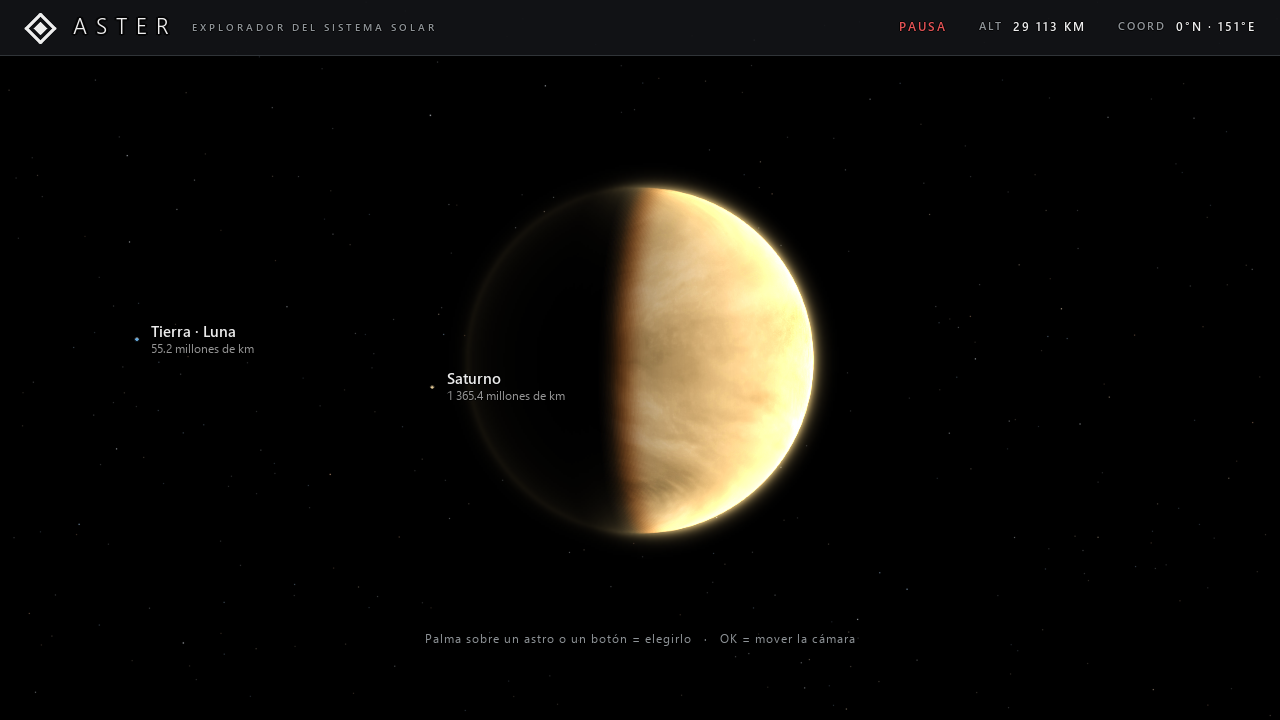 ASTER
EXPLORADOR DEL SISTEMA SOLAR
PAUSA
ALT 29 113 KM
COORD 0°N · 151°E
Tierra · Luna
55.2 millones de km
Saturno
1 365.4 millones de km
Palma sobre un astro o un botón = elegirlo · OK = mover la cámara